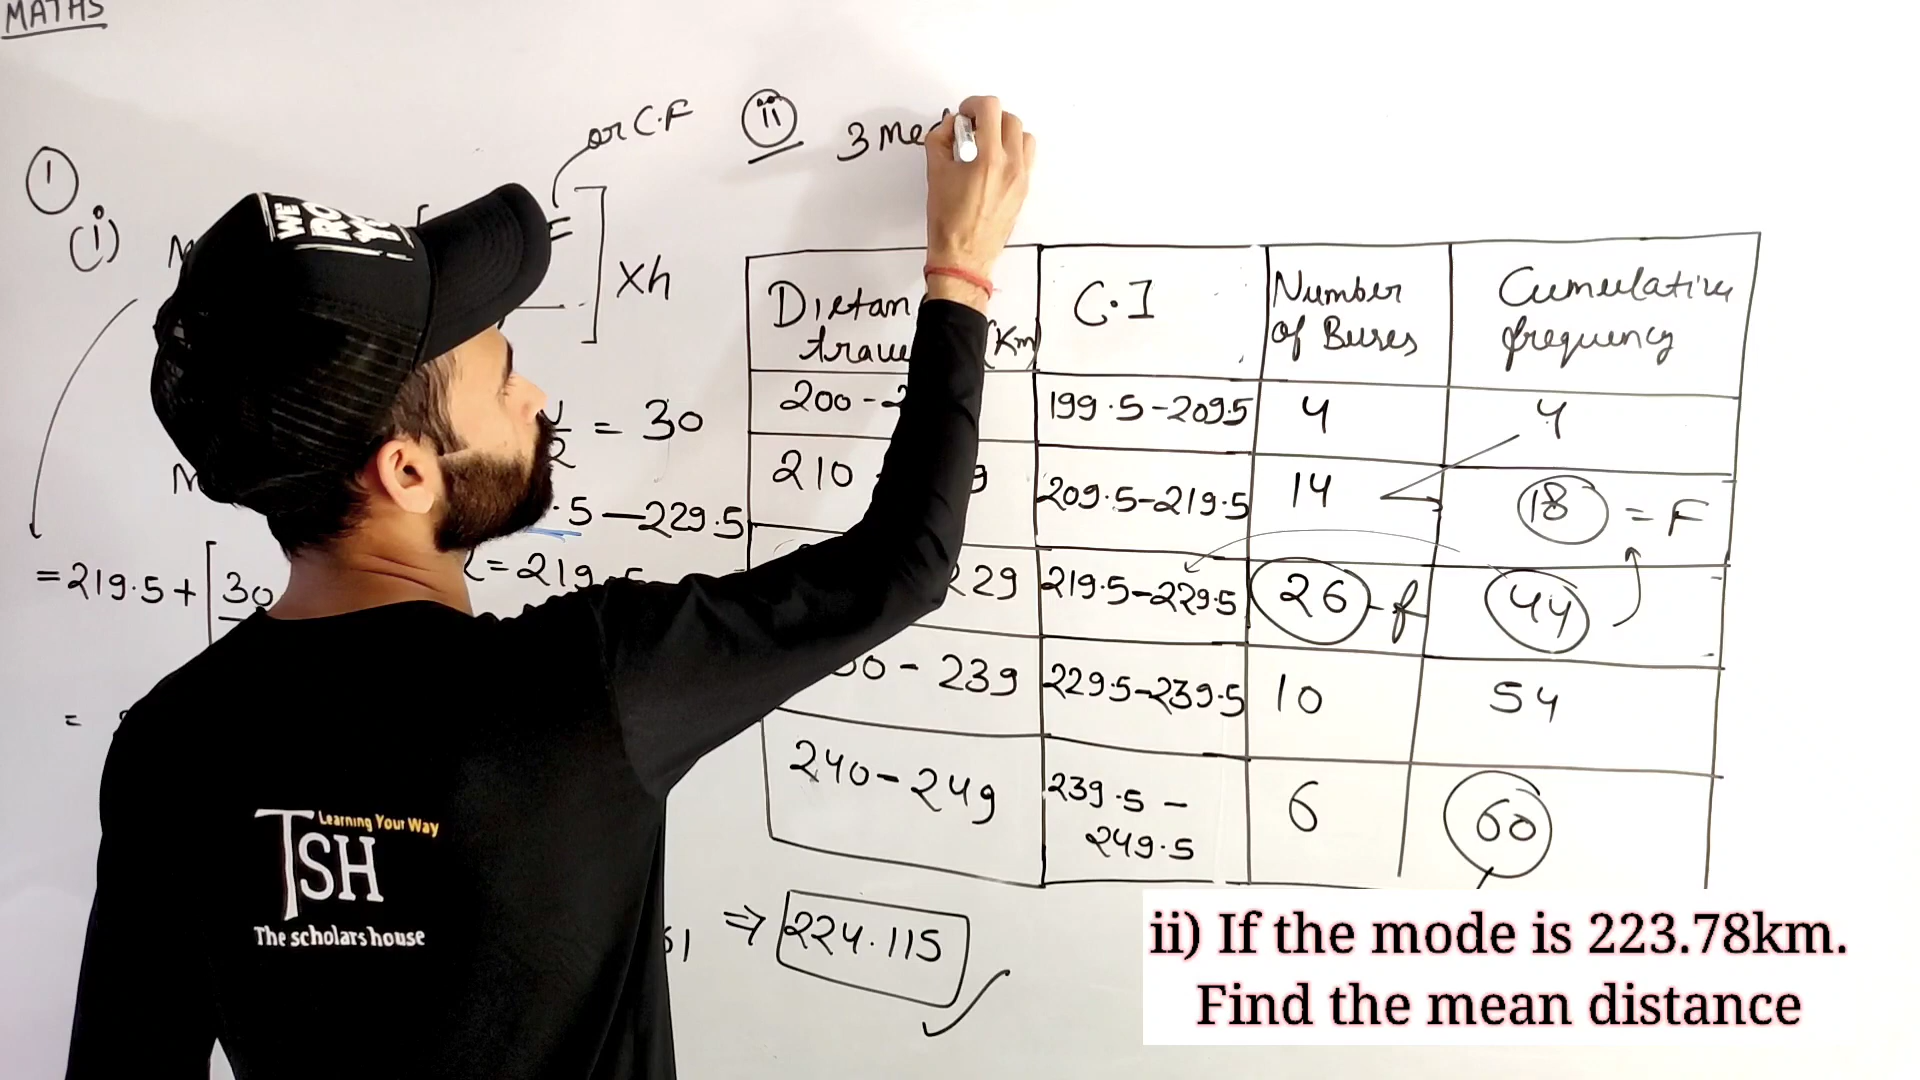 MATHS
1
(i)
or C.F
] xh
= 30
.5 — 229.5
= 219.5
= 219.5 + [ 30
=
61 ⇒ 224.115
ii 3 Med
(Km)
C.I
Number
of Buses
Cumulative
frequency
200 - 2
199.5-209.5
4
4
210 - 9
209.5-219.5
14
18 = F
229
219.5-229.5
26 - f
44
0 - 239
229.5-239.5
10
54
240 - 249
239.5 -
249.5
6
60
WE
Learning Your Way
TSH
The scholars house
ii) If the mode is 223.78km.
Find the mean distance